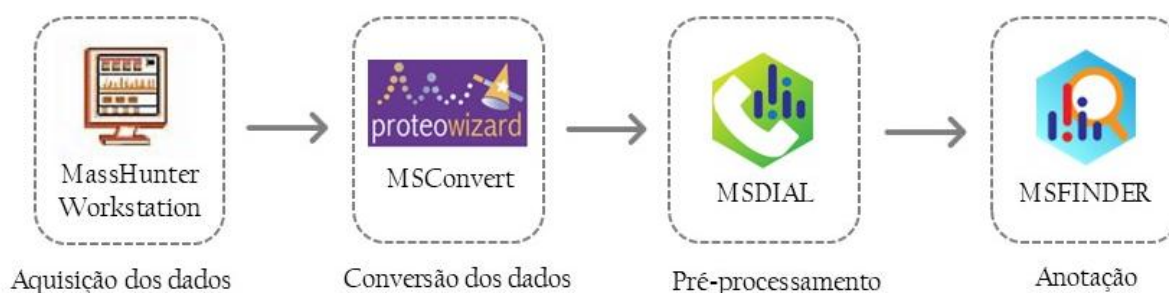 MassHunter
Workstation
proteowizard
MSConvert
MSDIAL
MSFINDER
Aquisição dos dados
Conversão dos dados
Pré-processamento
Anotação